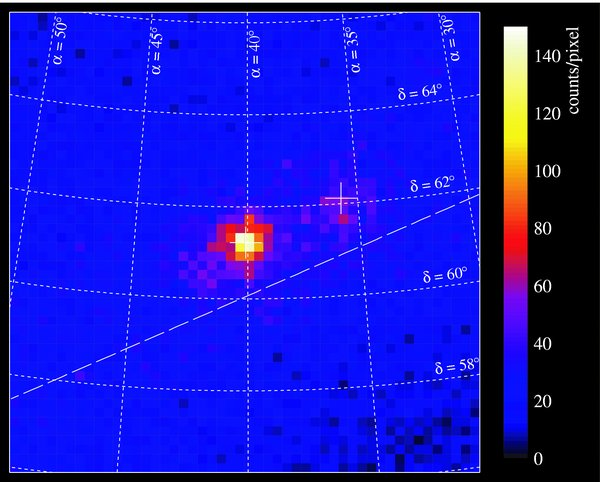 α = 50°
α = 45°
α = 40°
α = 35°
α = 30°
δ = 64°
δ = 62°
δ = 60°
δ = 58°
counts/pixel
140
120
100
80
60
40
20
0